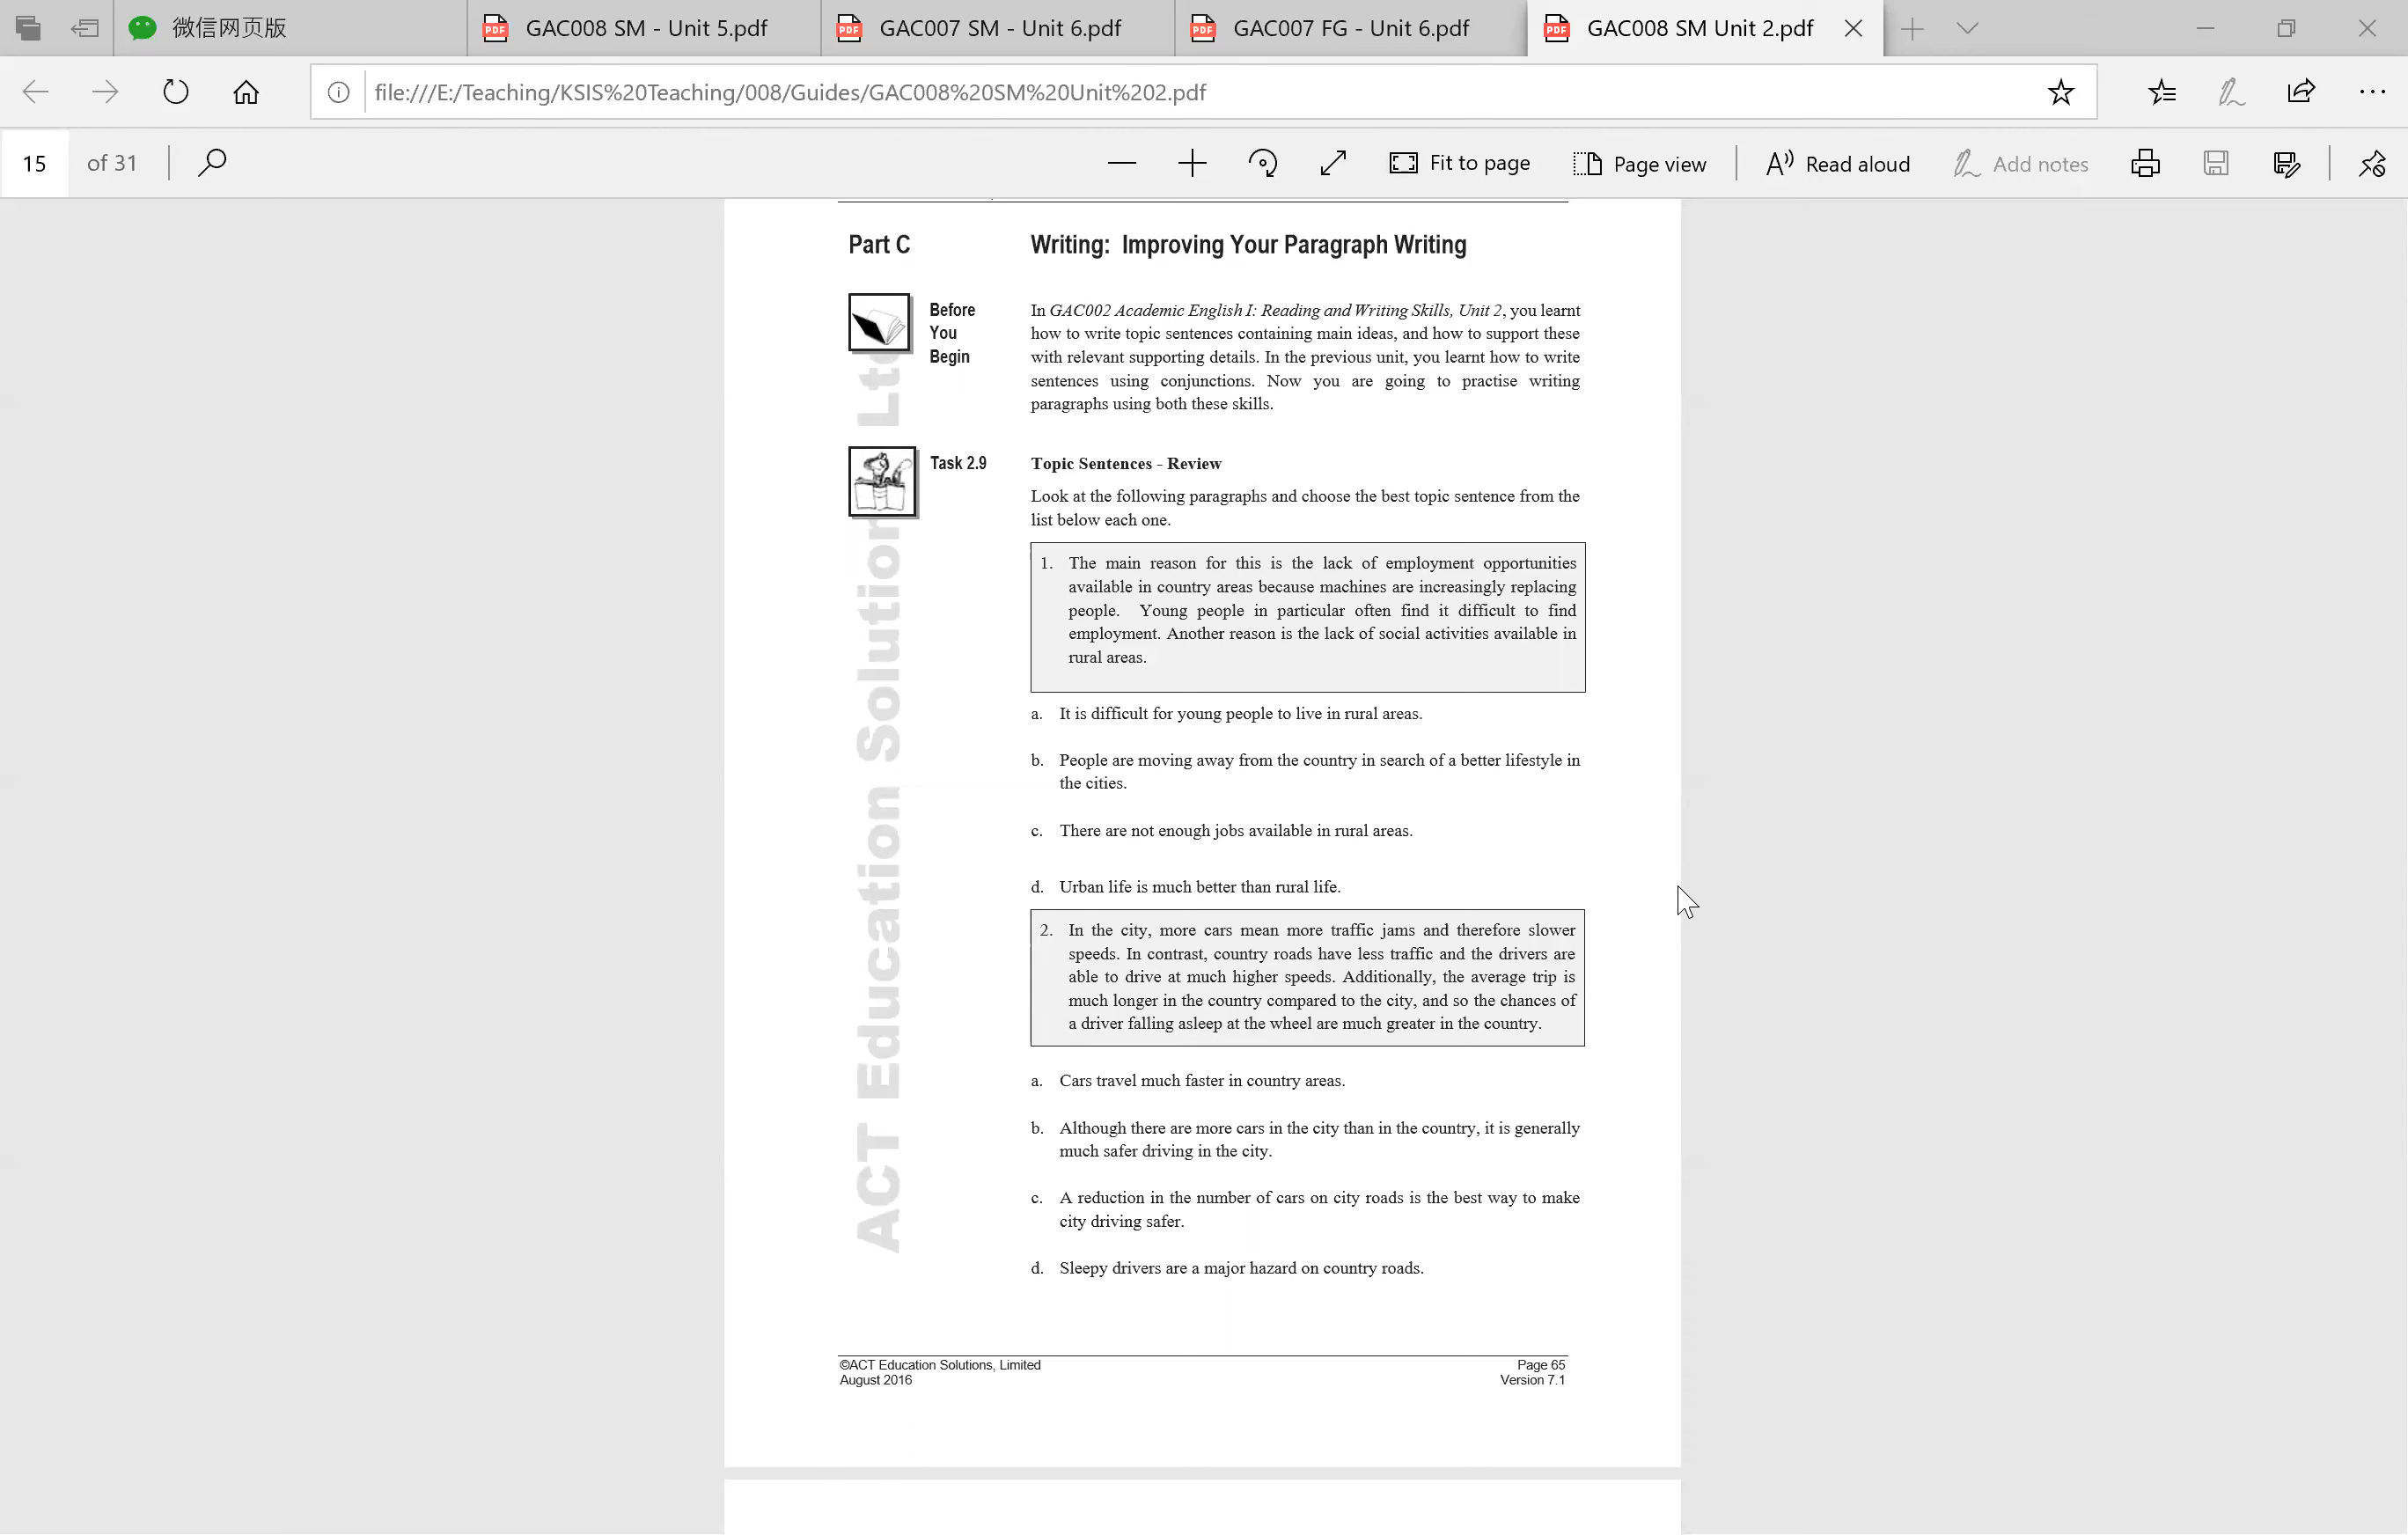 微信网页版
GAC008 SM - Unit 5.pdf
GAC007 SM - Unit 6.pdf
GAC007 FG - Unit 6.pdf
GAC008 SM Unit 2.pdf
file:///E:/Teaching/KSIS%20Teaching/008/Guides/GAC008%20SM%20Unit%202.pdf
15 of 31
Fit to page
Page view
Read aloud
Add notes
Part C
Writing: Improving Your Paragraph Writing
Before
You
Begin
In GAC002 Academic English I: Reading and Writing Skills, Unit 2, you learnt
how to write topic sentences containing main ideas, and how to support these
with relevant supporting details. In the previous unit, you learnt how to write
sentences using conjunctions. Now you are going to practise writing
paragraphs using both these skills.
Task 2.9
Topic Sentences - Review
Look at the following paragraphs and choose the best topic sentence from the
list below each one.
1. The main reason for this is the lack of employment opportunities
available in country areas because machines are increasingly replacing
people. Young people in particular often find it difficult to find
employment. Another reason is the lack of social activities available in
rural areas.
a. It is difficult for young people to live in rural areas.
b. People are moving away from the country in search of a better lifestyle in
the cities.
c. There are not enough jobs available in rural areas.
d. Urban life is much better than rural life.
2. In the city, more cars mean more traffic jams and therefore slower
speeds. In contrast, country roads have less traffic and the drivers are
able to drive at much higher speeds. Additionally, the average trip is
much longer in the country compared to the city, and so the chances of
a driver falling asleep at the wheel are much greater in the country.
a. Cars travel much faster in country areas.
b. Although there are more cars in the city than in the country, it is generally
much safer driving in the city.
c. A reduction in the number of cars on city roads is the best way to make
city driving safer.
d. Sleepy drivers are a major hazard on country roads.
ACT Education Solutions Ltd
©ACT Education Solutions, Limited
August 2016
Page 65
Version 7.1